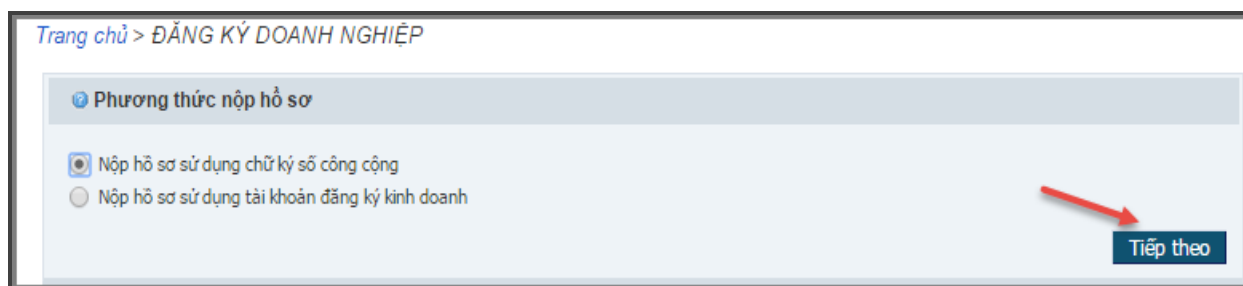 Trang chủ > ĐĂNG KÝ DOANH NGHIỆP
Phương thức nộp hồ sơ
Nộp hồ sơ sử dụng chữ ký số công cộng
Nộp hồ sơ sử dụng tài khoản đăng ký kinh doanh
Tiếp theo